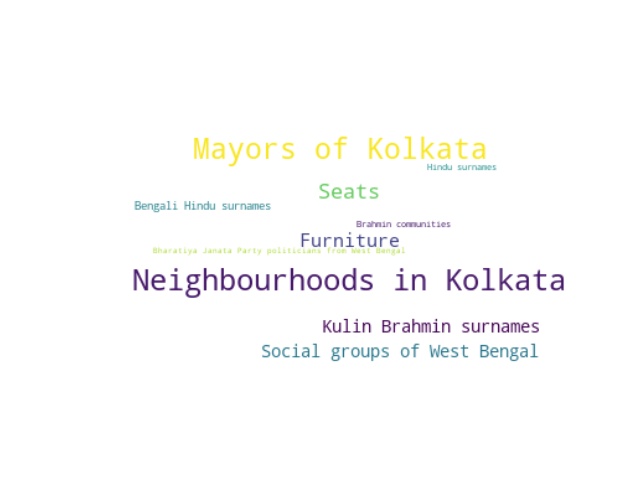 Mayors of Kolkata
Hindu surnames
Seats
Bengali Hindu surnames
Brahmin communities
Furniture
Bharatiya Janata Party politicians from West Bengal
Neighbourhoods in Kolkata
Kulin Brahmin surnames
Social groups of West Bengal